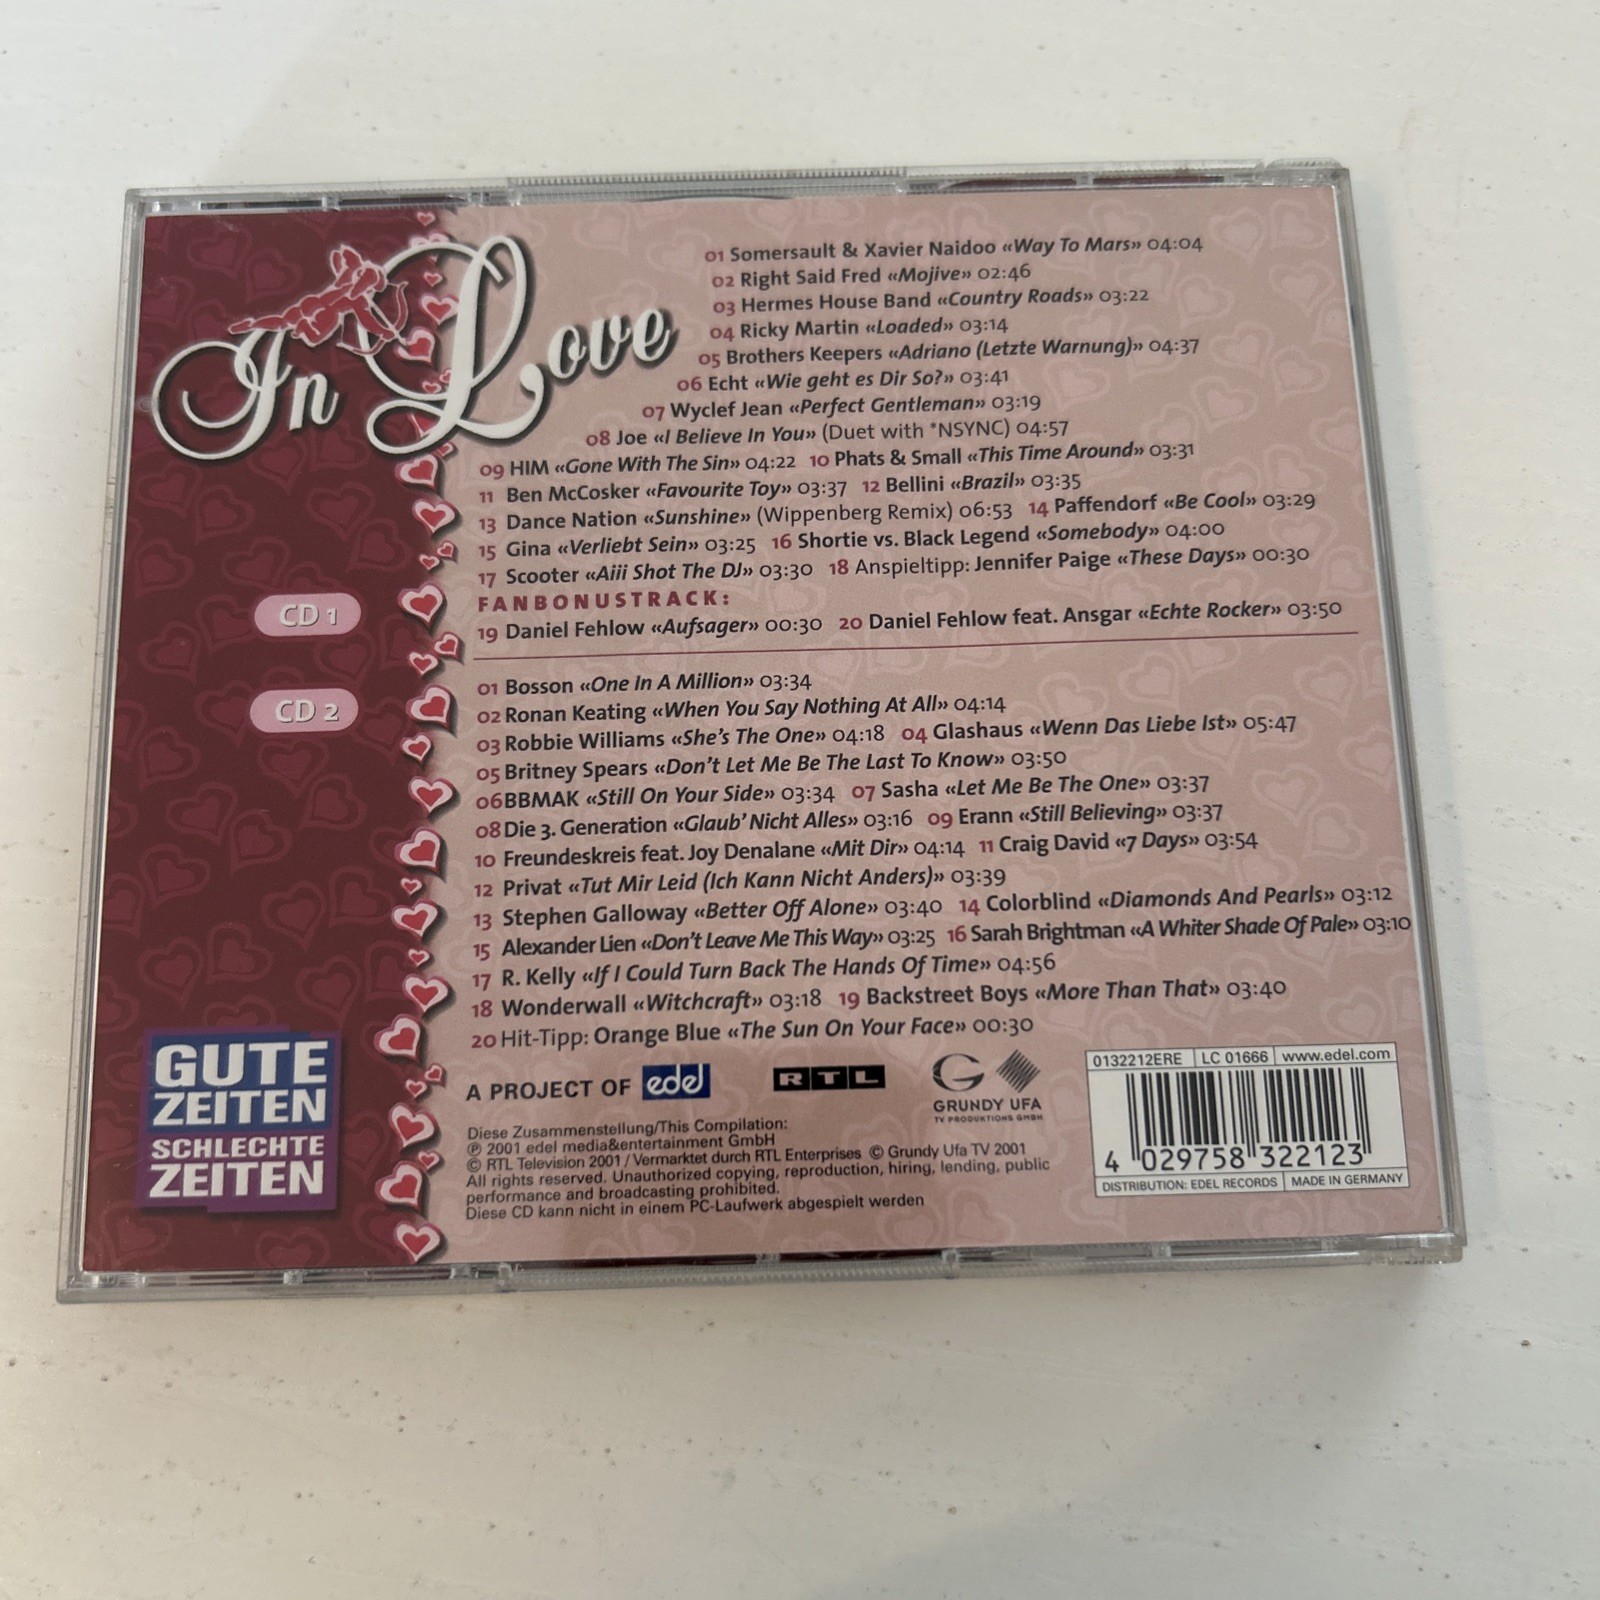 In Love
01 Somersault & Xavier Naidoo «Way To Mars» 04:04
02 Right Said Fred «Mojive» 02:46
03 Hermes House Band «Country Roads» 03:22
04 Ricky Martin «Loaded» 03:14
05 Brothers Keepers «Adriano (Letzte Warnung)» 04:37
06 Echt «Wie geht es Dir So?» 03:41
07 Wyclef Jean «Perfect Gentleman» 03:19
08 Joe «I Believe In You» (Duet with *NSYNC) 04:57
09 HIM «Gone With The Sin» 04:22 10 Phats & Small «This Time Around» 03:31
11 Ben McCosker «Favourite Toy» 03:37 12 Bellini «Brazil» 03:35
13 Dance Nation «Sunshine» (Wippenberg Remix) 06:53 14 Paffendorf «Be Cool» 03:29
15 Gina «Verliebt Sein» 03:25 16 Shortie vs. Black Legend «Somebody» 04:00
17 Scooter «Aiii Shot The DJ» 03:30 18 Anspieltipp: Jennifer Paige «These Days» 00:30
FANBONUSTRACK:
19 Daniel Fehlow «Aufsager» 00:30 20 Daniel Fehlow feat. Ansgar «Echte Rocker» 03:50
CD 1
CD 2
01 Bosson «One In A Million» 03:34
02 Ronan Keating «When You Say Nothing At All» 04:14
03 Robbie Williams «She's The One» 04:18 04 Glashaus «Wenn Das Liebe Ist» 05:47
05 Britney Spears «Don't Let Me Be The Last To Know» 03:50
06 BBMAK «Still On Your Side» 03:34 07 Sasha «Let Me Be The One» 03:37
08 Die 3. Generation «Glaub' Nicht Alles» 03:16 09 Erann «Still Believing» 03:37
10 Freundeskreis feat. Joy Denalane «Mit Dir» 04:14 11 Craig David «7 Days» 03:54
12 Privat «Tut Mir Leid (Ich Kann Nicht Anders)» 03:39
13 Stephen Galloway «Better Off Alone» 03:40 14 Colorblind «Diamonds And Pearls» 03:12
15 Alexander Lien «Don't Leave Me This Way» 03:25 16 Sarah Brightman «A Whiter Shade Of Pale» 03:10
17 R. Kelly «If I Could Turn Back The Hands Of Time» 04:56
18 Wonderwall «Witchcraft» 03:18 19 Backstreet Boys «More Than That» 03:40
20 Hit-Tipp: Orange Blue «The Sun On Your Face» 00:30
GUTE
ZEITEN
SCHLECHTE
ZEITEN
A PROJECT OF edel
RTL
G
GRUNDY UFA
TV PRODUKTIONS GMBH
Diese Zusammenstellung/This Compilation:
℗ 2001 edel media&entertainment GmbH
© RTL Television 2001 / Vermarktet durch RTL Enterprises © Grundy Ufa TV 2001
All rights reserved. Unauthorized copying, reproduction, hiring, lending, public
performance and broadcasting prohibited.
Diese CD kann nicht in einem PC-Laufwerk abgespielt werden
0132212ERE LC 01666 www.edel.com
4 029758 322123
DISTRIBUTION: EDEL RECORDS MADE IN GERMANY